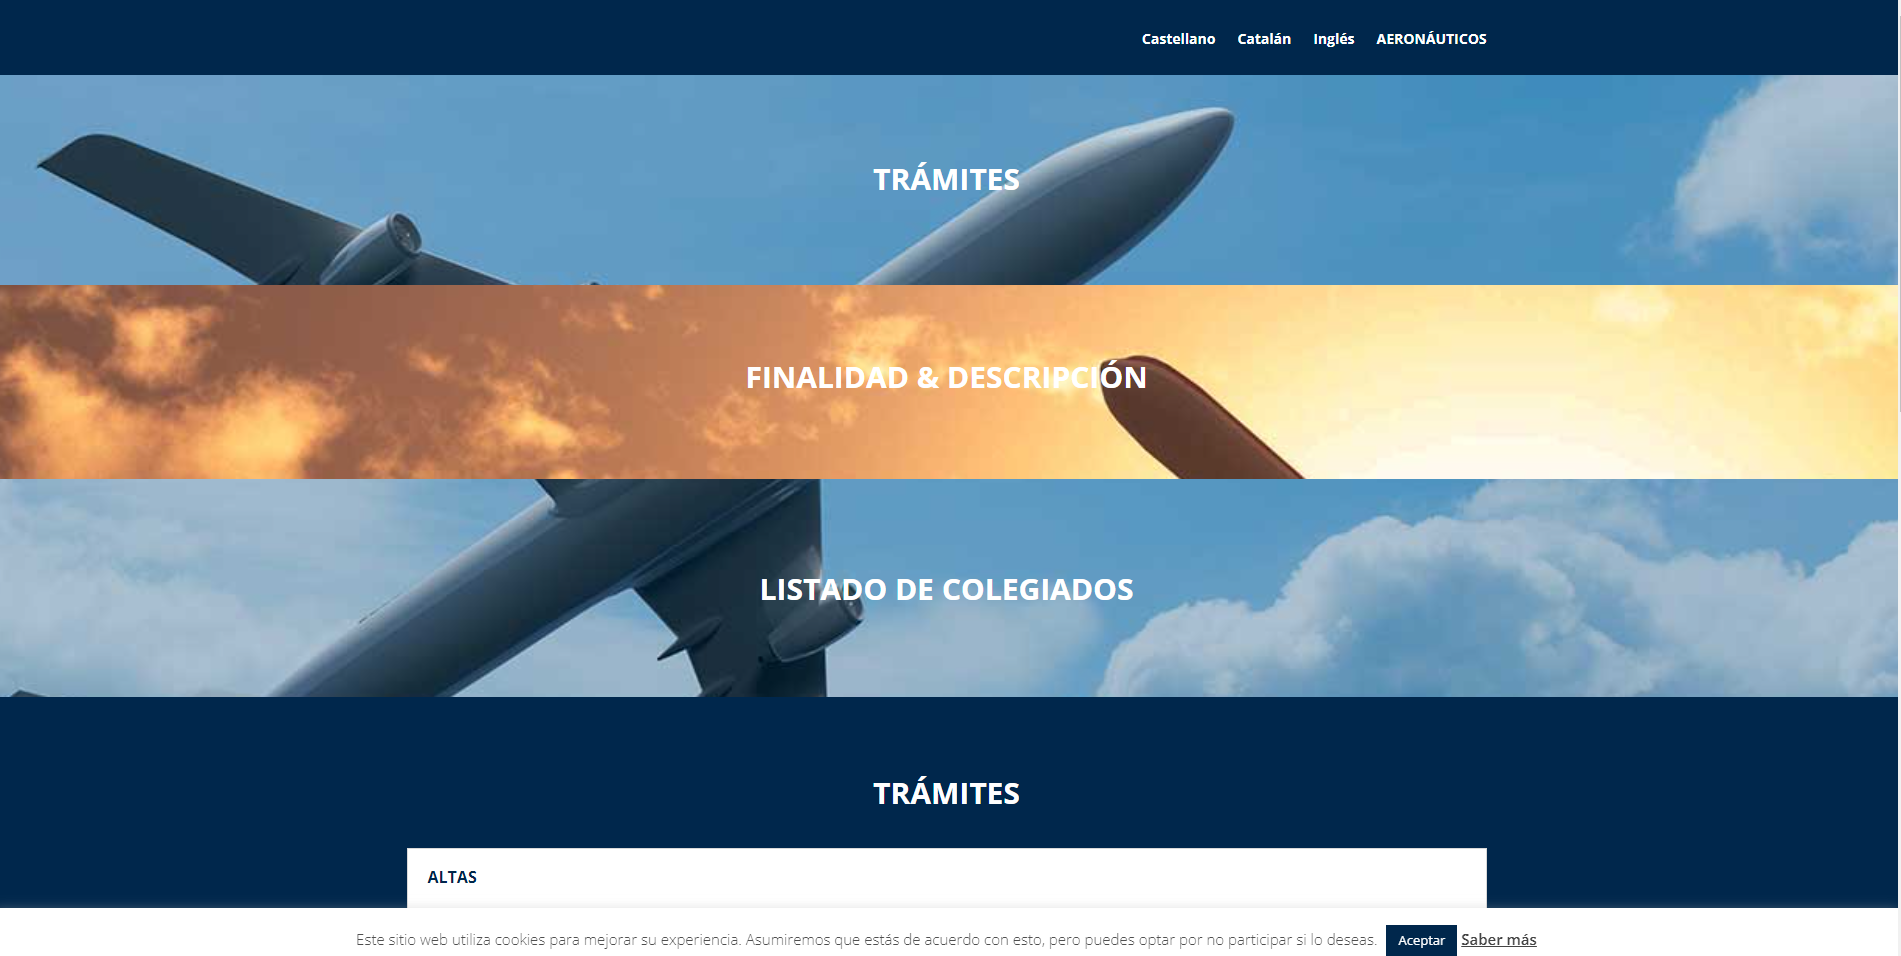 Castellano Catalán Inglés AERONÁUTICOS
TRÁMITES
FINALIDAD & DESCRIPCIÓN
LISTADO DE COLEGIADOS
TRÁMITES
ALTAS
Este sitio web utiliza cookies para mejorar su experiencia. Asumiremos que estás de acuerdo con esto, pero puedes optar por no participar si lo deseas. Aceptar Saber más